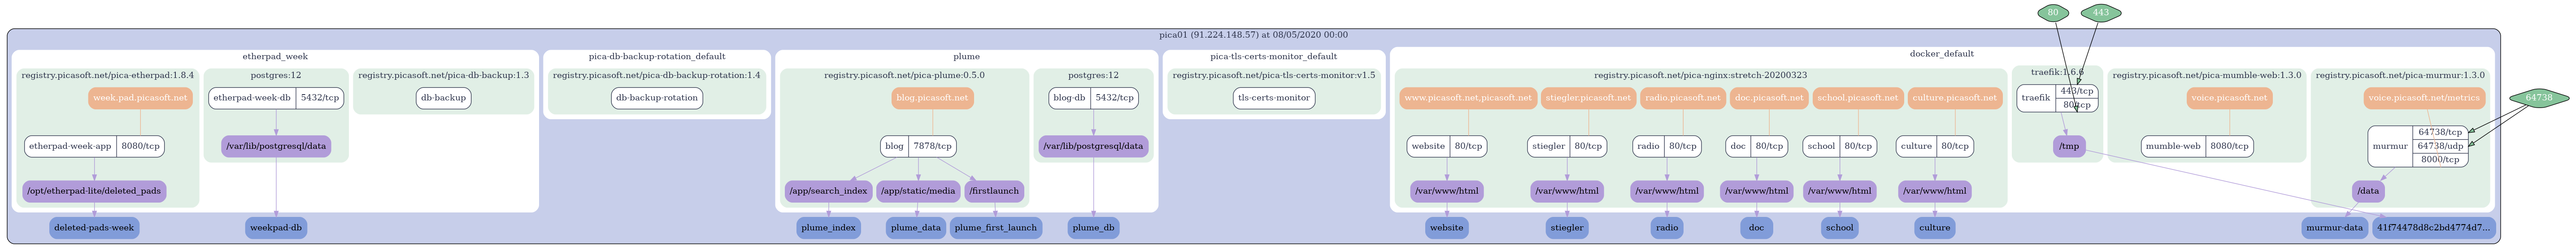 80
443
pica01 (91.224.148.57) at 08/05/2020 00:00
etherpad_week
registry.picasoft.net/pica-etherpad:1.8.4
week.pad.picasoft.net
etherpad-week-app
8080/tcp
/opt/etherpad-lite/deleted_pads
deleted-pads-week
postgres:12
etherpad-week-db
5432/tcp
/var/lib/postgresql/data
weekpad-db
registry.picasoft.net/pica-db-backup:1.3
db-backup
pica-db-backup-rotation_default
registry.picasoft.net/pica-db-backup-rotation:1.4
db-backup-rotation
plume
registry.picasoft.net/pica-plume:0.5.0
blog.picasoft.net
blog
7878/tcp
/app/search_index
/app/static/media
/firstlaunch
plume_index
plume_data
plume_first_launch
postgres:12
blog-db
5432/tcp
/var/lib/postgresql/data
plume_db
pica-tls-certs-monitor_default
registry.picasoft.net/pica-tls-certs-monitor:v1.5
tls-certs-monitor
docker_default
registry.picasoft.net/pica-nginx:stretch-20200323
www.picasoft.net,picasoft.net
website
80/tcp
/var/www/html
website
stiegler.picasoft.net
stiegler
80/tcp
/var/www/html
stiegler
radio.picasoft.net
radio
80/tcp
/var/www/html
radio
doc.picasoft.net
doc
80/tcp
/var/www/html
doc
school.picasoft.net
school
80/tcp
/var/www/html
school
culture.picasoft.net
culture
80/tcp
/var/www/html
culture
traefik:1.6.6
traefik
443/tcp
80/tcp
/tmp
41f74478d8c2bd4774d7...
registry.picasoft.net/pica-mumble-web:1.3.0
voice.picasoft.net
mumble-web
8080/tcp
registry.picasoft.net/pica-murmur:1.3.0
voice.picasoft.net/metrics
murmur
64738/tcp
64738/udp
8000/tcp
/data
murmur-data
64738